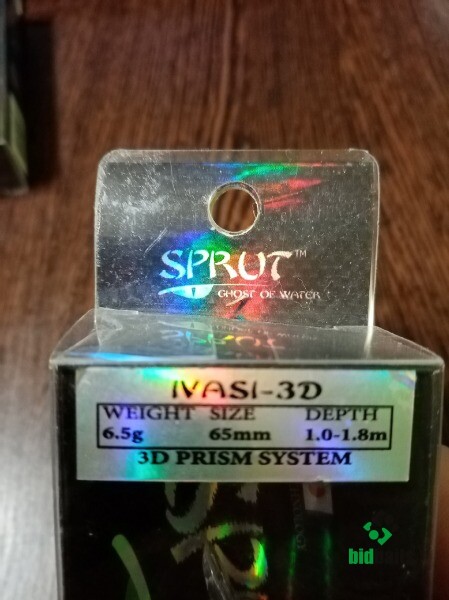 SPRUT™
GHOST OF WATER
IVASI-3D
WEIGHT SIZE DEPTH
6.5g 65mm 1.0-1.8m
3D PRISM SYSTEM
bid